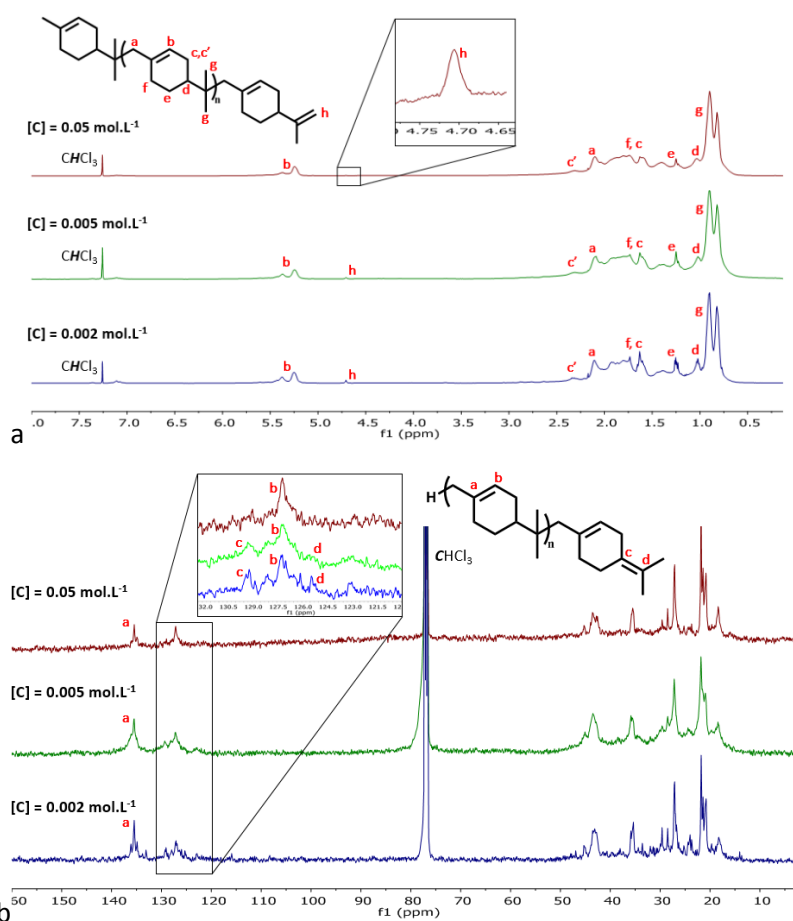 a
b
c,c'
g
f
e
d
n
g
h
h
4.75 4.70 4.65
[C] = 0.05 mol.L-1
CHCl3
b
c'
a
f, c
e
d
g
[C] = 0.005 mol.L-1
CHCl3
b
h
c'
a
f, c
e
d
g
[C] = 0.002 mol.L-1
CHCl3
b
h
c'
a
f, c
e
d
g
.0 7.5 7.0 6.5 6.0 5.5 5.0 4.5 4.0 3.5 3.0 2.5 2.0 1.5 1.0 0.5
f1 (ppm)
a
b
c
b
d
c
b
d
132.0 130.5 129.0 127.5 126.0 124.5 123.0 121.5 12
f1 (ppm)
H
a
b
n
c
d
CHCl3
[C] = 0.05 mol.L-1
a
[C] = 0.005 mol.L-1
a
[C] = 0.002 mol.L-1
a
150 140 130 120 110 100 90 80 70 60 50 40 30 20 10
f1 (ppm)
b